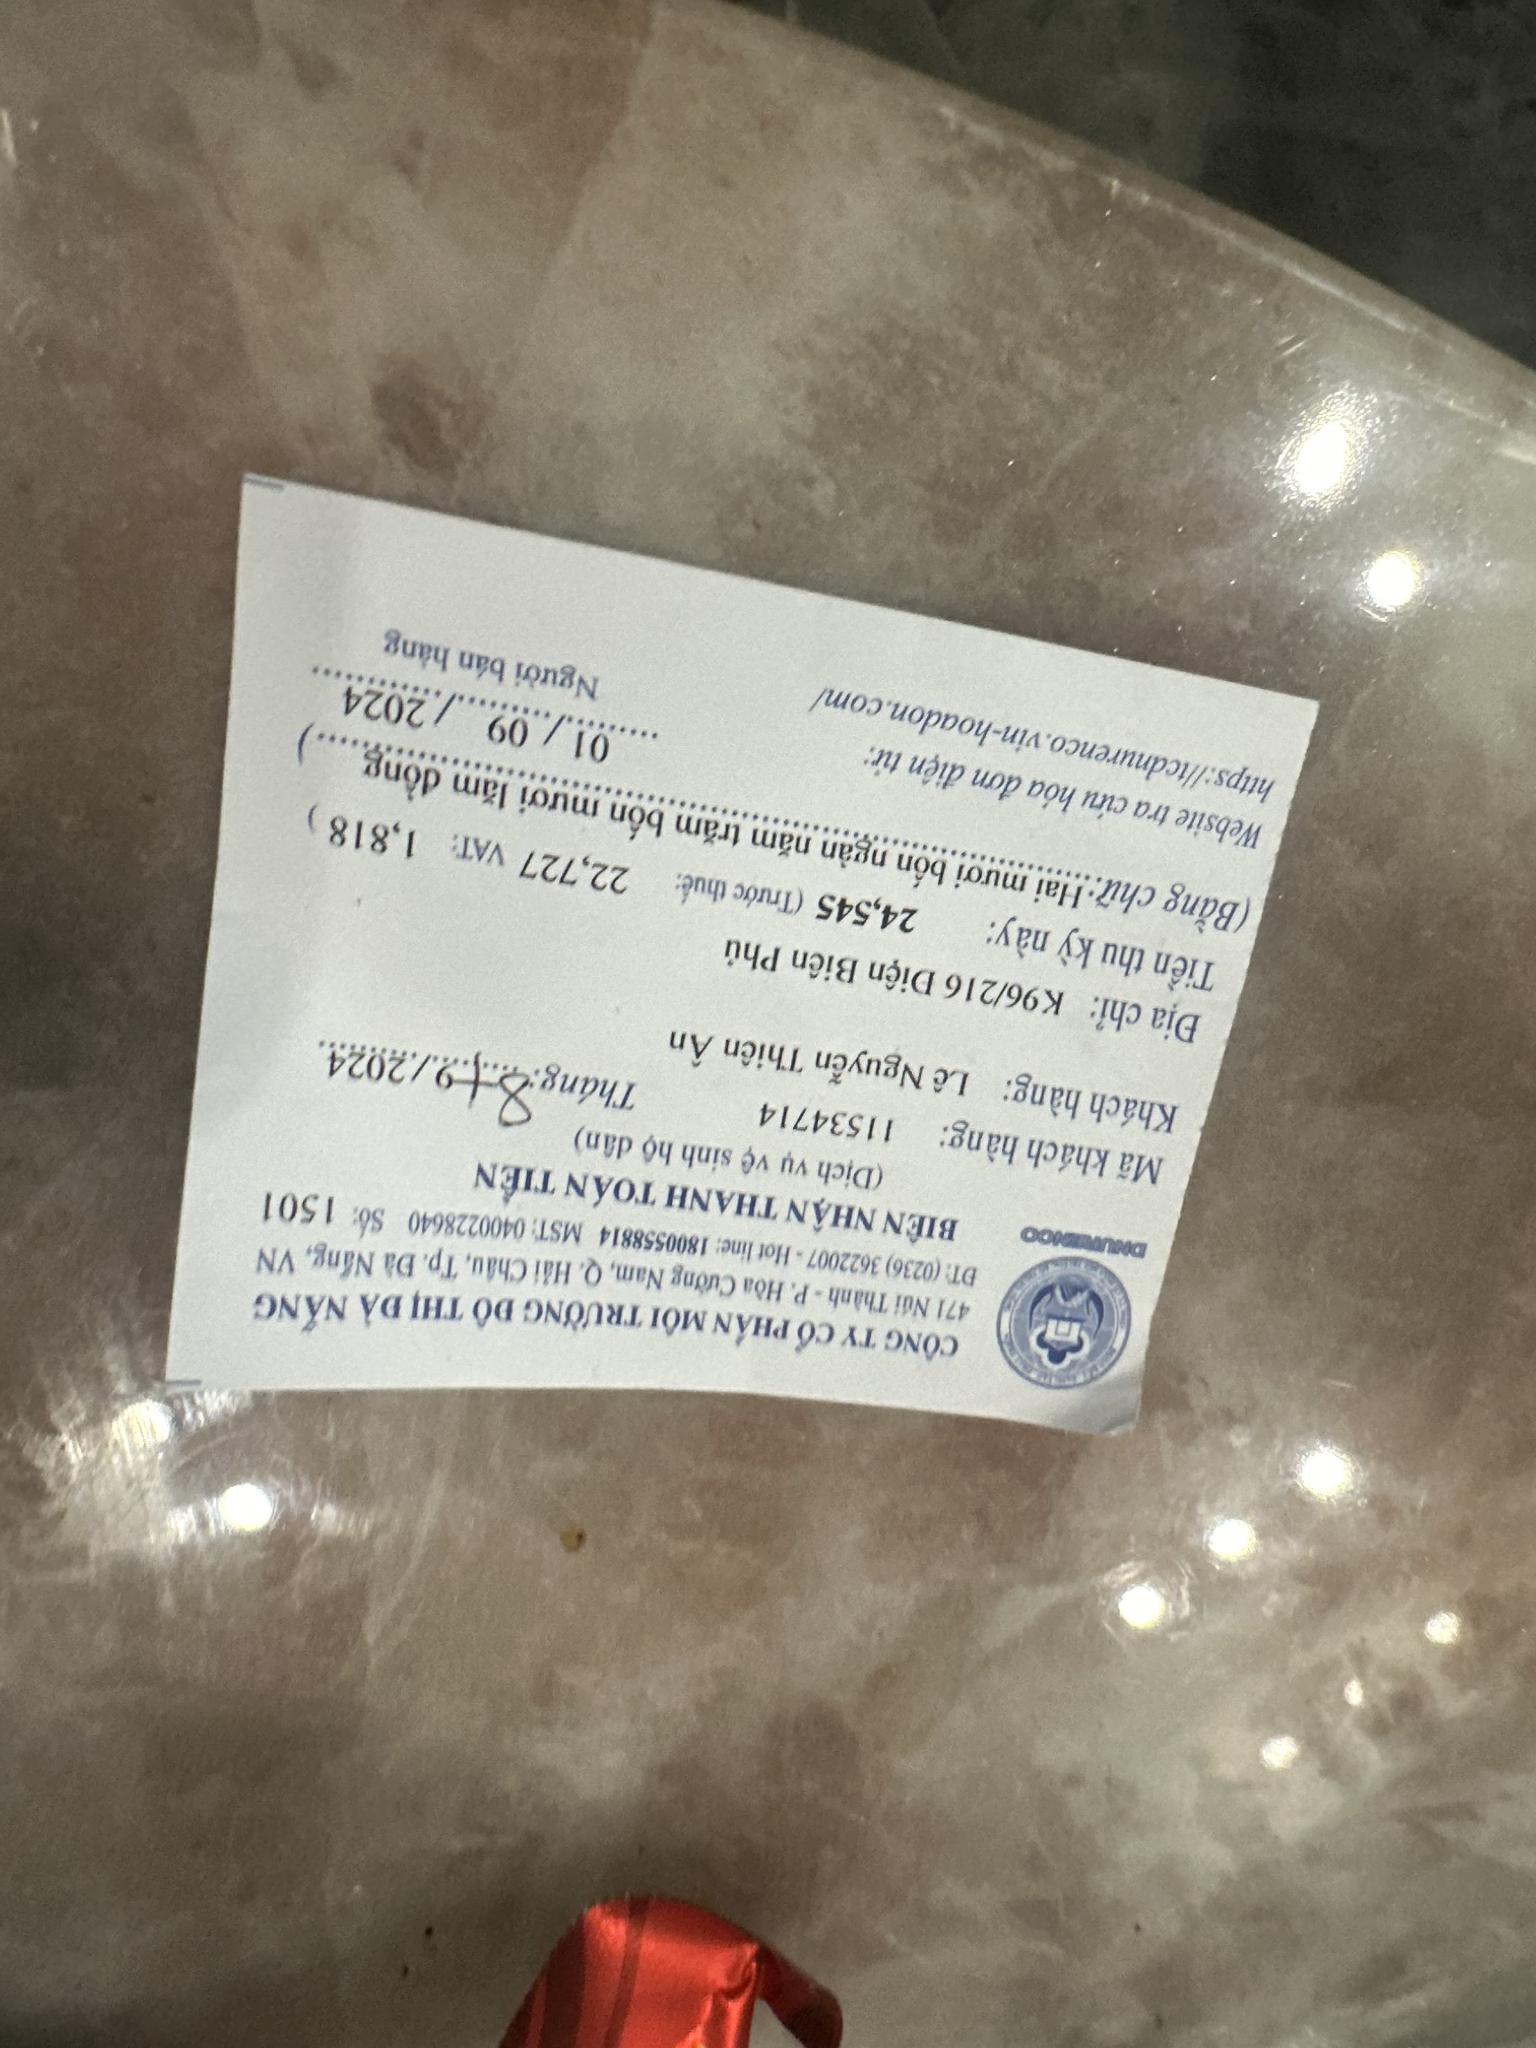 CÔNG TY CỔ PHẦN MÔI TRƯỜNG ĐÔ THỊ ĐÀ NẴNG
471 Núi Thành - P. Hòa Cường Nam, Q. Hải Châu, Tp. Đà Nẵng, VN
ĐT: (0236) 3622007 - Hot line: 1800558814 MST: 0400228640 Số: 1501
DNURENCO
BIÊN NHẬN THANH TOÁN TIỀN
(Dịch vụ vệ sinh hộ dân)
Mã khách hàng: 11534714 Tháng: 8+9/2024
Khách hàng: Lê Nguyễn Thiên Ân
Địa chỉ: K96/216 Điện Biên Phủ
Tiền thu kỳ này: 24,545 (Trước thuế: 22,727 VAT: 1,818 )
(Bằng chữ: Hai mươi bốn ngàn năm trăm bốn mươi lăm đồng )
Website tra cứu hóa đơn điện tử: 01 / 09 / 2024
https://tcdnurenco.vin-hoadon.com/ Người bán hàng